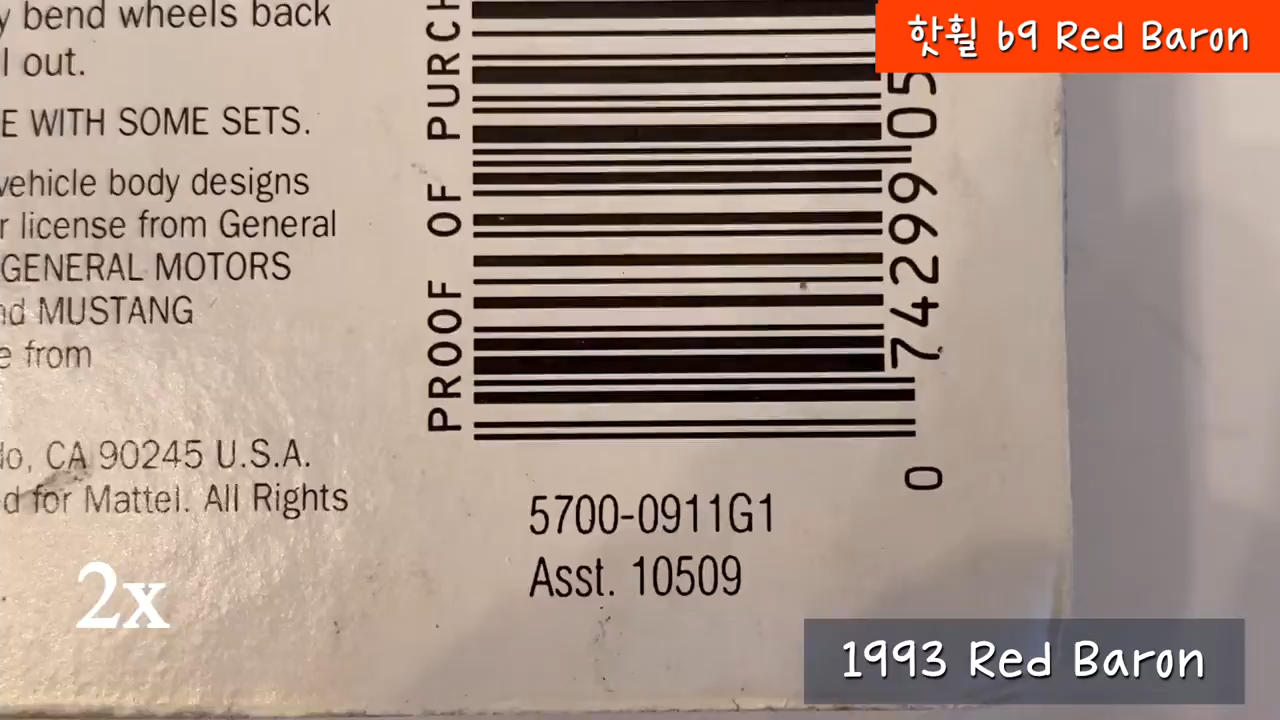 y bend wheels back
l out.
E WITH SOME SETS.
vehicle body designs
r license from General
GENERAL MOTORS
nd MUSTANG
e from
do, CA 90245 U.S.A.
d for Mattel. All Rights
PROOF OF PURCH
0 74299 05
5700-0911G1
Asst. 10509
핫휠 69 Red Baron
2x
1993 Red Baron